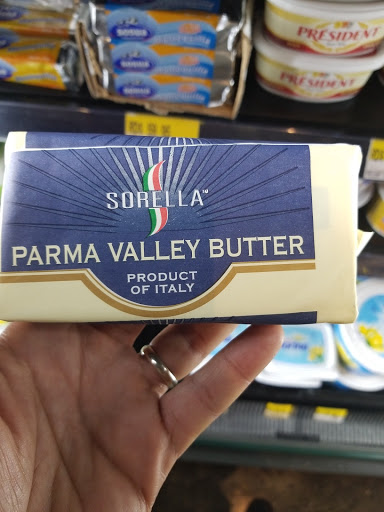 PRÉSIDENT
PRÉSIDENT
SORELLA™
PARMA VALLEY BUTTER
PRODUCT
OF ITALY